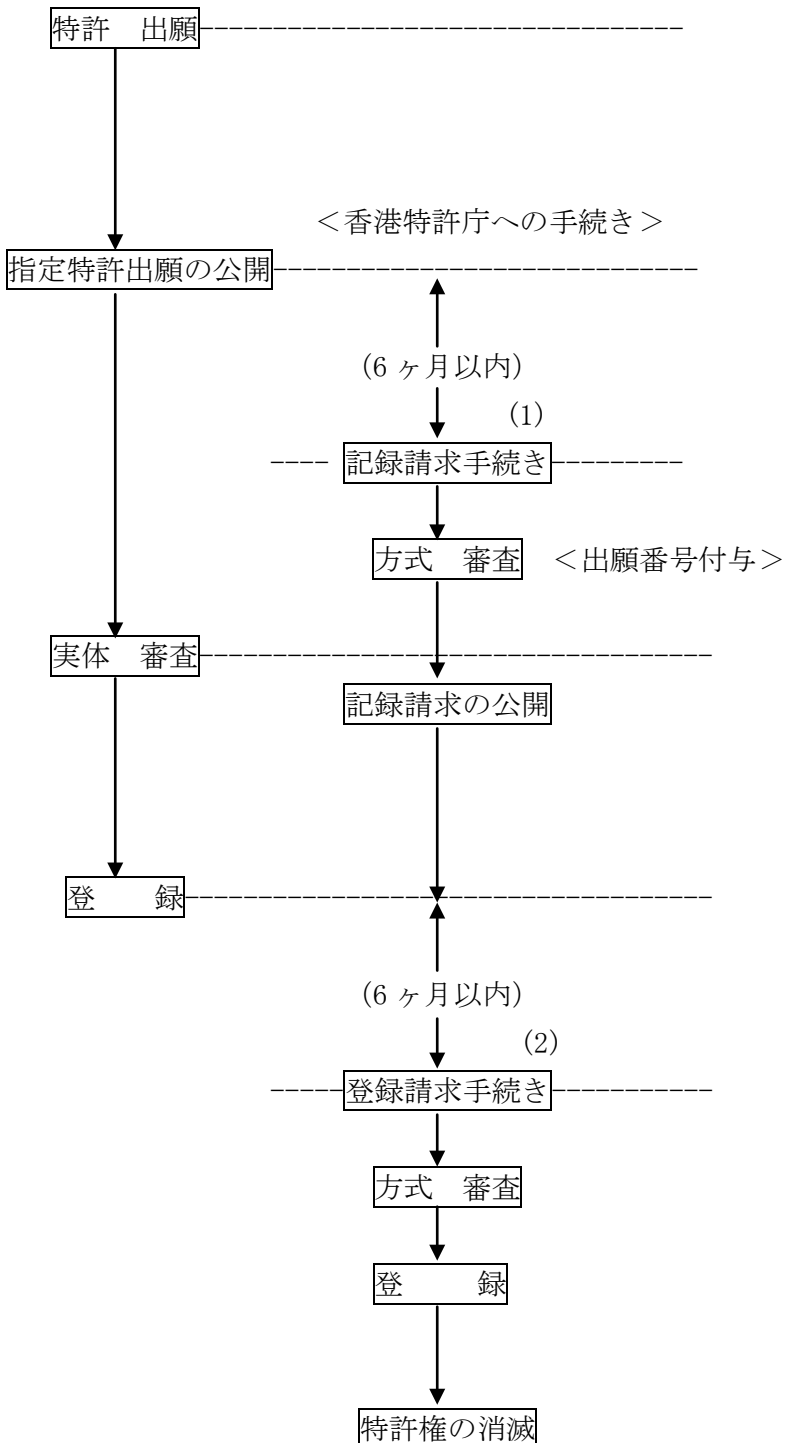 特許　出願
＜香港特許庁への手続き＞
指定特許出願の公開
(6 ヶ月以内)
(1)
記録請求手続き
方式　審査　＜出願番号付与＞
実体　審査
記録請求の公開
登　　録
(6 ヶ月以内)
(2)
登録請求手続き
方式　審査
登　　　録
特許権の消滅